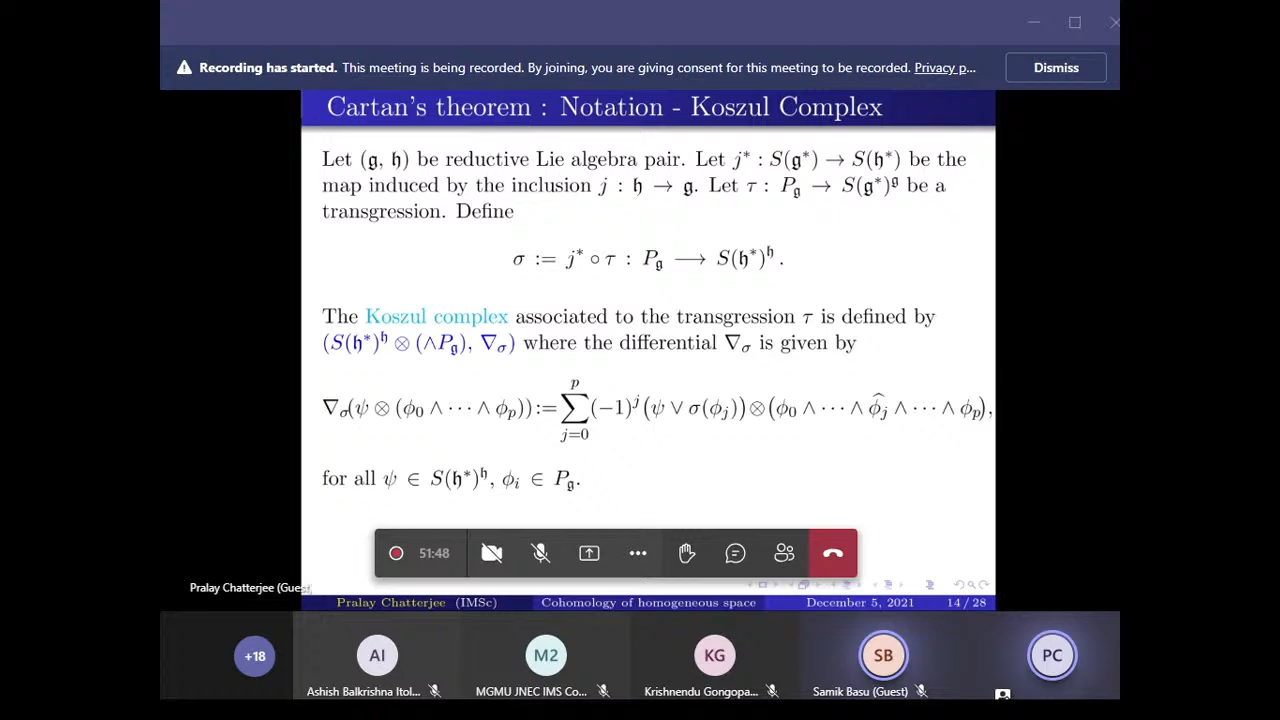 Recording has started. This meeting is being recorded. By joining, you are giving consent for this meeting to be recorded. Privacy p... Dismiss
Cartan's theorem : Notation - Koszul Complex
Let (𝔤, 𝔥) be reductive Lie algebra pair. Let j* : S(𝔤*) → S(𝔥*) be the
map induced by the inclusion j : 𝔥 → 𝔤. Let τ : P_𝔤 → S(𝔤*)^𝔤 be a
transgression. Define
σ := j* ∘ τ : P_𝔤 ⟶ S(𝔥*)^𝔥 .
The Koszul complex associated to the transgression τ is defined by
(S(𝔥*)^𝔥 ⊗ (∧P_𝔤), ∇_σ) where the differential ∇_σ is given by
∇_σ(ψ ⊗ (ϕ_0 ∧ ⋯ ∧ ϕ_p)) := ∑_{j=0}^{p} (−1)^j (ψ ∨ σ(ϕ_j)) ⊗ (ϕ_0 ∧ ⋯ ∧ \widehat{ϕ_j} ∧ ⋯ ∧ ϕ_p),
for all ψ ∈ S(𝔥*)^𝔥, ϕ_i ∈ P_𝔤.
51:48
Pralay Chatterjee (Guest)
Pralay Chatterjee (IMSc) Cohomology of homogeneous space December 5, 2021 14 / 28
+18 AI M2 KG SB PC
Ashish Balkrishna Itol... MGMU JNEC IMS Co... Krishnendu Gongopa... Samik Basu (Guest)